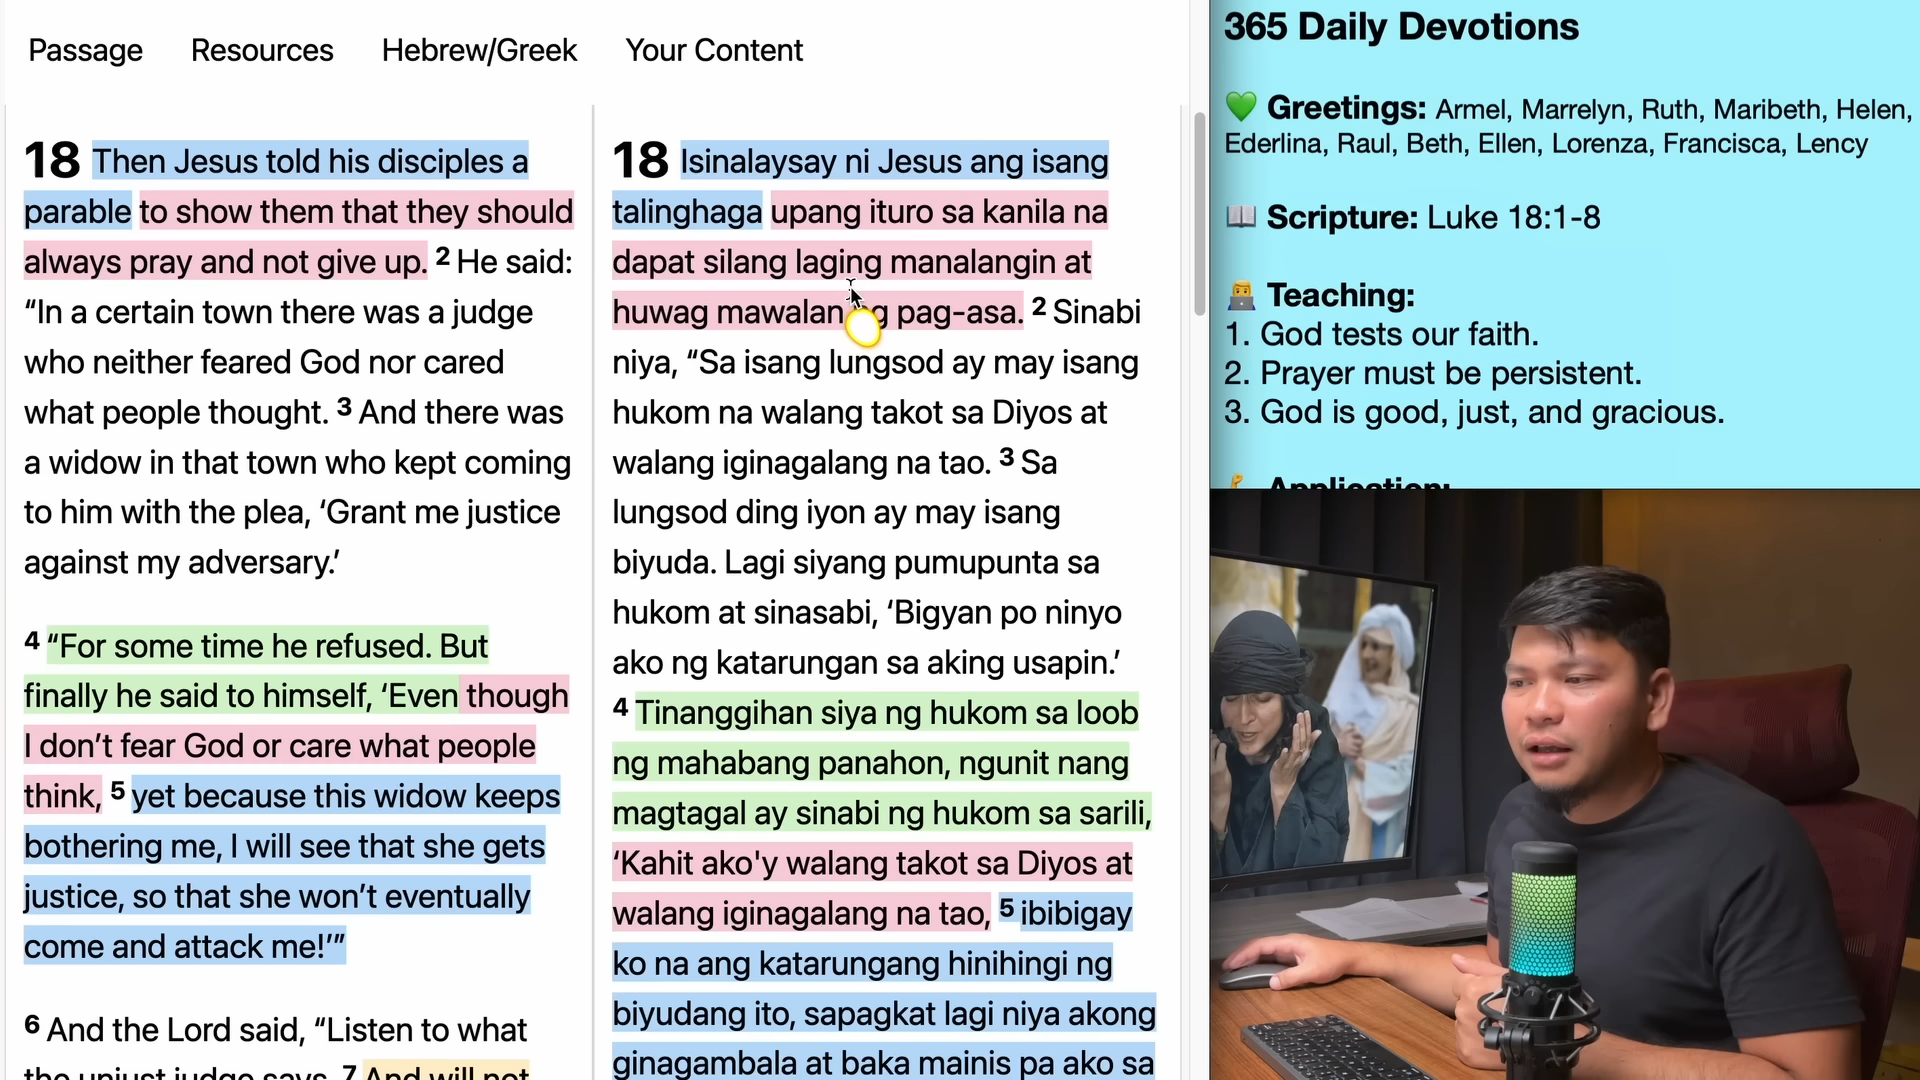 Passage Resources Hebrew/Greek Your Content
18 Then Jesus told his disciples a
parable to show them that they should
always pray and not give up. 2 He said:
“In a certain town there was a judge
who neither feared God nor cared
what people thought. 3 And there was
a widow in that town who kept coming
to him with the plea, ‘Grant me justice
against my adversary.’
4 “For some time he refused. But
finally he said to himself, ‘Even though
I don’t fear God or care what people
think, 5 yet because this widow keeps
bothering me, I will see that she gets
justice, so that she won’t eventually
come and attack me!’”
6 And the Lord said, “Listen to what
the unjust judge says. 7 And will not
18 Isinalaysay ni Jesus ang isang
talinghaga upang ituro sa kanila na
dapat silang laging manalangin at
huwag mawalan ng pag-asa. 2 Sinabi
niya, “Sa isang lungsod ay may isang
hukom na walang takot sa Diyos at
walang iginagalang na tao. 3 Sa
lungsod ding iyon ay may isang
biyuda. Lagi siyang pumupunta sa
hukom at sinasabi, ‘Bigyan po ninyo
ako ng katarungan sa aking usapin.’
4 Tinanggihan siya ng hukom sa loob
ng mahabang panahon, ngunit nang
magtagal ay sinabi ng hukom sa sarili,
‘Kahit ako'y walang takot sa Diyos at
walang iginagalang na tao, 5 ibibigay
ko na ang katarungang hinihingi ng
biyudang ito, sapagkat lagi niya akong
ginagambala at baka mainis pa ako sa
365 Daily Devotions
💚 Greetings: Armel, Marrelyn, Ruth, Maribeth, Helen,
Ederlina, Raul, Beth, Ellen, Lorenza, Francisca, Lency
📖 Scripture: Luke 18:1-8
👨‍💻 Teaching:
1. God tests our faith.
2. Prayer must be persistent.
3. God is good, just, and gracious.
Application: